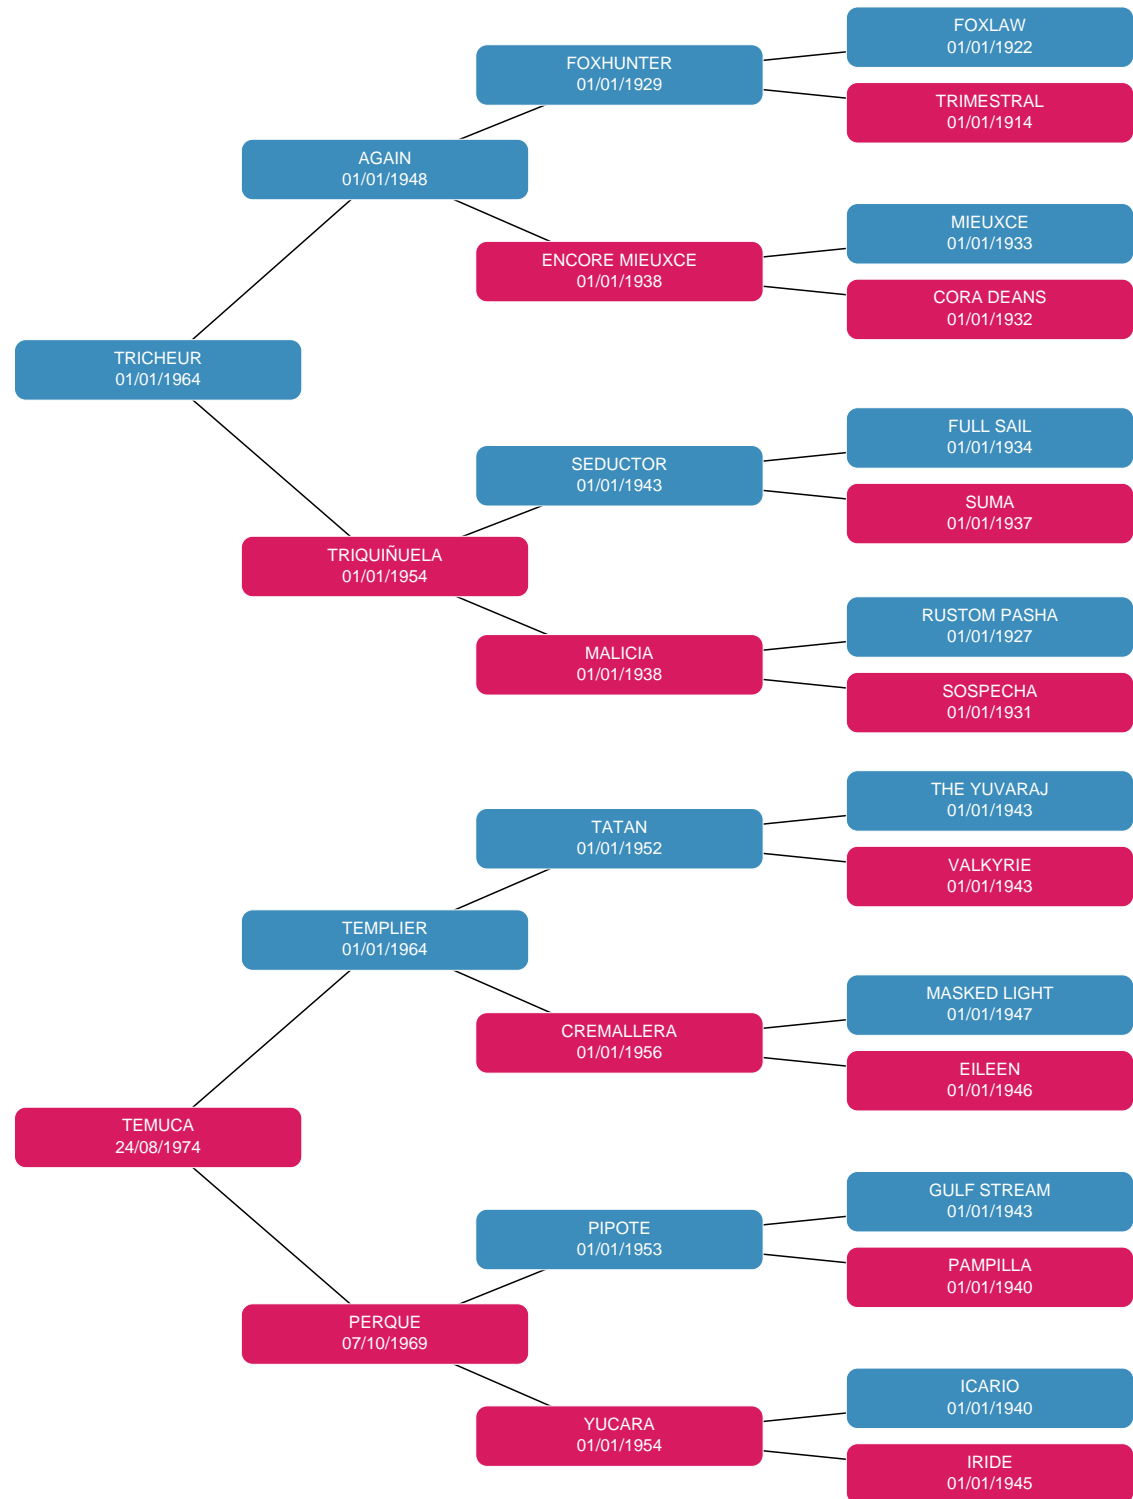 FOXLAW
01/01/1922
FOXHUNTER
01/01/1929
TRIMESTRAL
01/01/1914
AGAIN
01/01/1948
MIEUXCE
01/01/1933
ENCORE MIEUXCE
01/01/1938
CORA DEANS
01/01/1932
TRICHEUR
01/01/1964
FULL SAIL
01/01/1934
SEDUCTOR
01/01/1943
SUMA
01/01/1937
TRIQUIÑUELA
01/01/1954
RUSTOM PASHA
01/01/1927
MALICIA
01/01/1938
SOSPECHA
01/01/1931
THE YUVARAJ
01/01/1943
TATAN
01/01/1952
VALKYRIE
01/01/1943
TEMPLIER
01/01/1964
MASKED LIGHT
01/01/1947
CREMALLERA
01/01/1956
EILEEN
01/01/1946
TEMUCA
24/08/1974
GULF STREAM
01/01/1943
PIPOTE
01/01/1953
PAMPILLA
01/01/1940
PERQUE
07/10/1969
ICARIO
01/01/1940
YUCARA
01/01/1954
IRIDE
01/01/1945